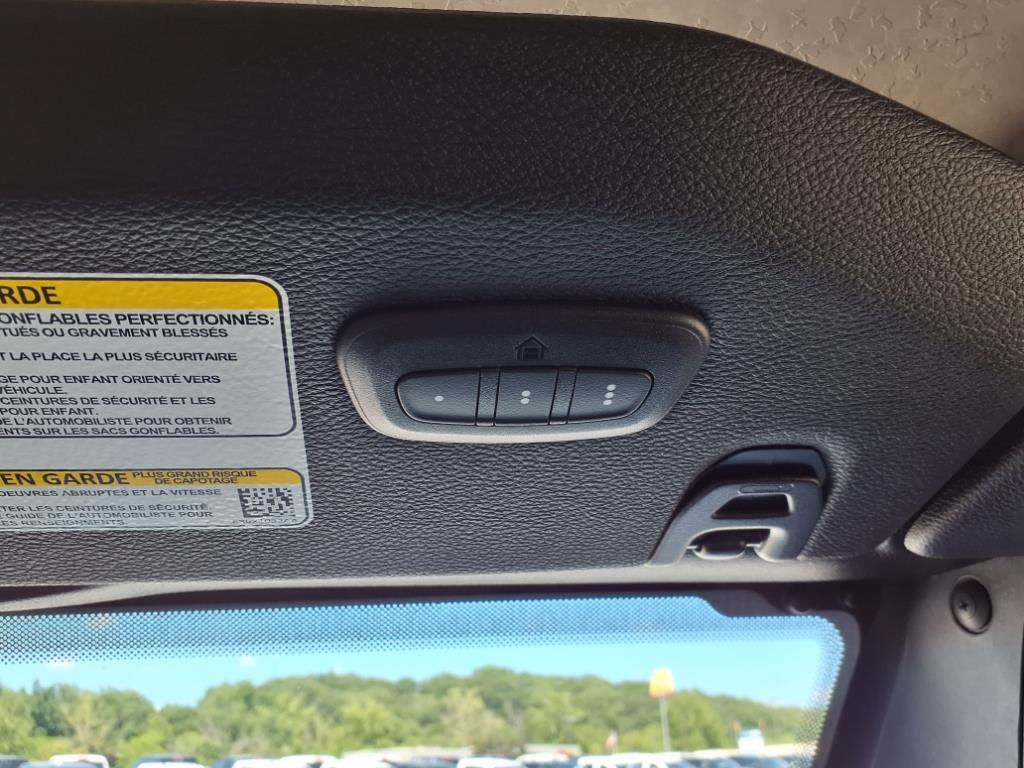 RDE
ONFLABLES PERFECTIONNÉS:
TUÉS OU GRAVEMENT BLESSÉS
T LA PLACE LA PLUS SÉCURITAIRE
GE POUR ENFANT ORIENTÉ VERS
VÉHICULE.
CEINTURES DE SÉCURITÉ ET LES
POUR ENFANT.
DE L'AUTOMOBILISTE POUR OBTENIR
ENTS SUR LES SACS GONFLABLES.
EN GARDE PLUS GRAND RISQUE
DE CAPOTAGE
OEUVRES ABRUPTES ET LA VITESSE
TER LES CEINTURES DE SÉCURITÉ
E GUIDE DE L'AUTOMOBILISTE POUR
ES RENSEIGNEMENTS